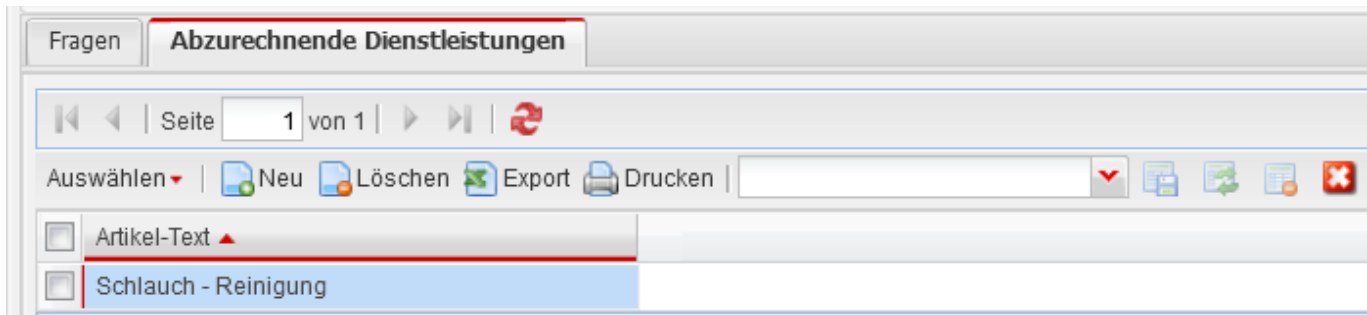 Fragen Abzurechnende Dienstleistungen
Seite 1 von 1
Auswählen Neu Löschen Export Drucken
Artikel-Text
Schlauch - Reinigung